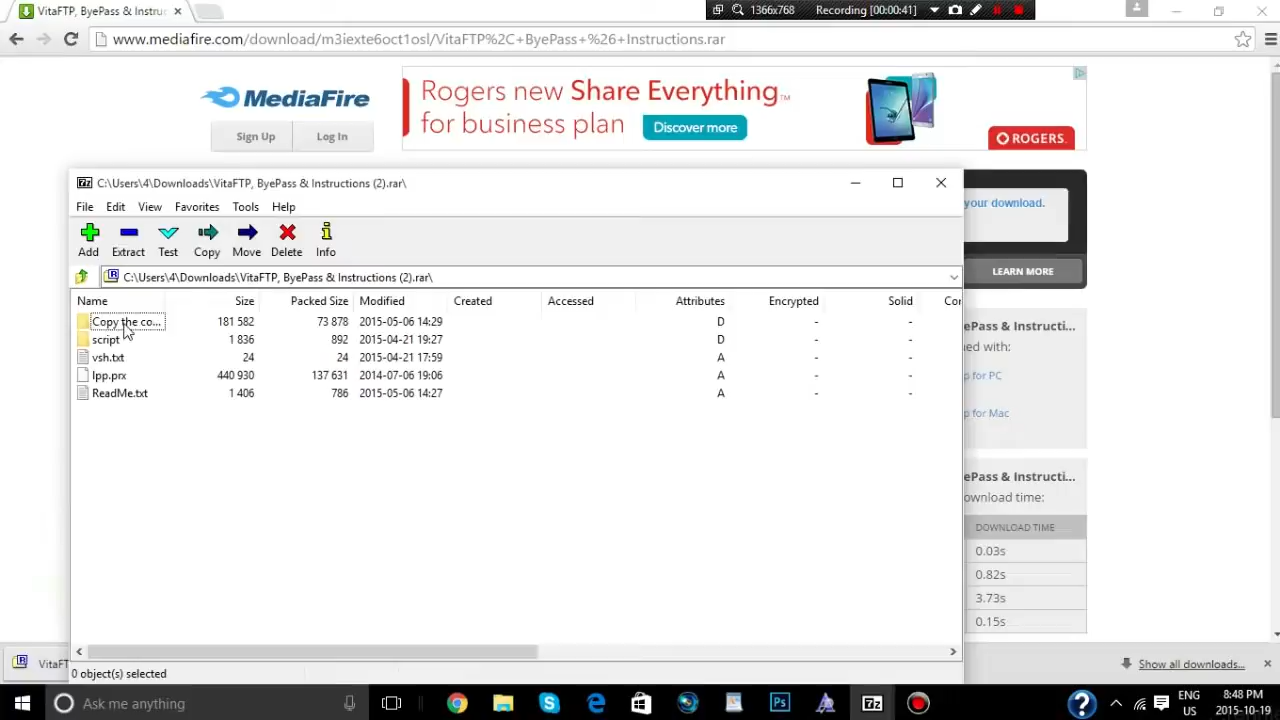 VitaFTP, ByePass & Instruc
1366x768 Recording [00:00:41]
www.mediafire.com/download/m3iexte6oct1osl/VitaFTP%2C+ByePass+%26+Instructions.rar
MediaFire
Sign Up Log In
Rogers new Share Everything™
for business plan Discover more
ROGERS.
your download.
LEARN MORE
C:\Users\4\Downloads\VitaFTP, ByePass & Instructions (2).rar\
File Edit View Favorites Tools Help
Add Extract Test Copy Move Delete Info
C:\Users\4\Downloads\VitaFTP, ByePass & Instructions (2).rar\
Name Size Packed Size Modified Created Accessed Attributes Encrypted Solid Cor
Copy the co... 181 582 73 878 2015-05-06 14:29 D - -
script 1 836 892 2015-04-21 19:27 D - -
vsh.txt 24 24 2015-04-21 17:59 A - -
lpp.prx 440 930 137 631 2014-07-06 19:06 A - -
ReadMe.txt 1 406 786 2015-05-06 14:27 A - -
ePass & Instructi...
ned with:
p for PC
p for Mac
ePass & Instructi...
ownload time:
DOWNLOAD TIME
0.03s
0.82s
3.73s
0.15s
0 object(s) selected
VitaFT
Show all downloads...
Ask me anything
7z
Ps
ENG
US
8:48 PM
2015-10-19